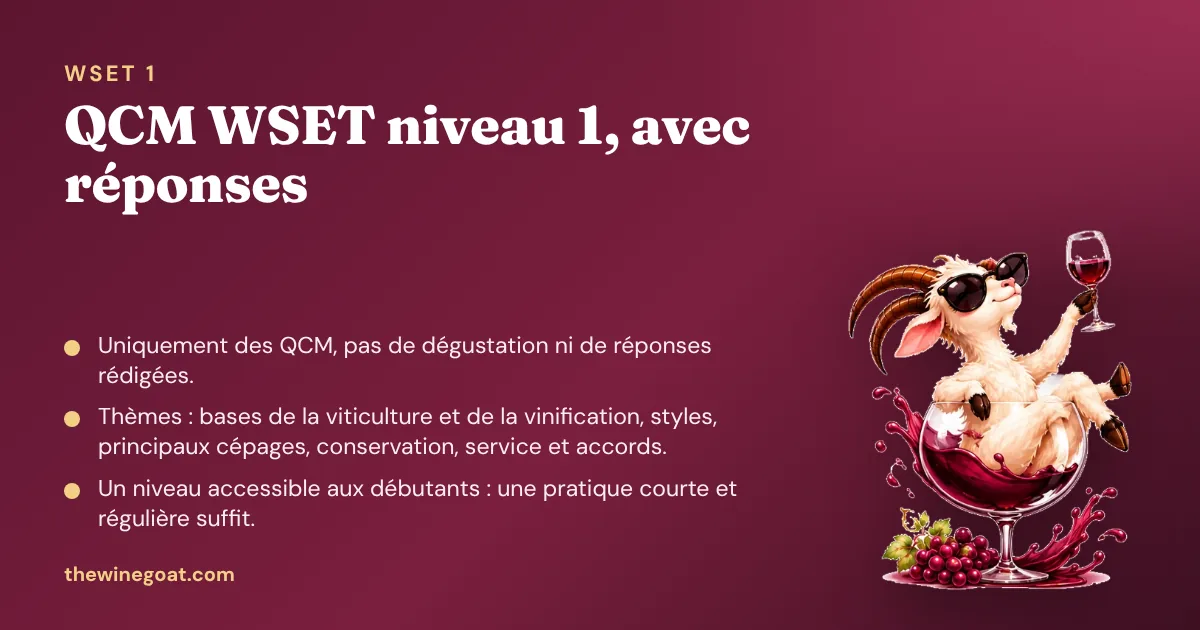 WSET 1
QCM WSET niveau 1, avec
réponses
Uniquement des QCM, pas de dégustation ni de réponses
rédigées.
Thèmes : bases de la viticulture et de la vinification, styles,
principaux cépages, conservation, service et accords.
Un niveau accessible aux débutants : une pratique courte et
régulière suffit.
thewinegoat.com